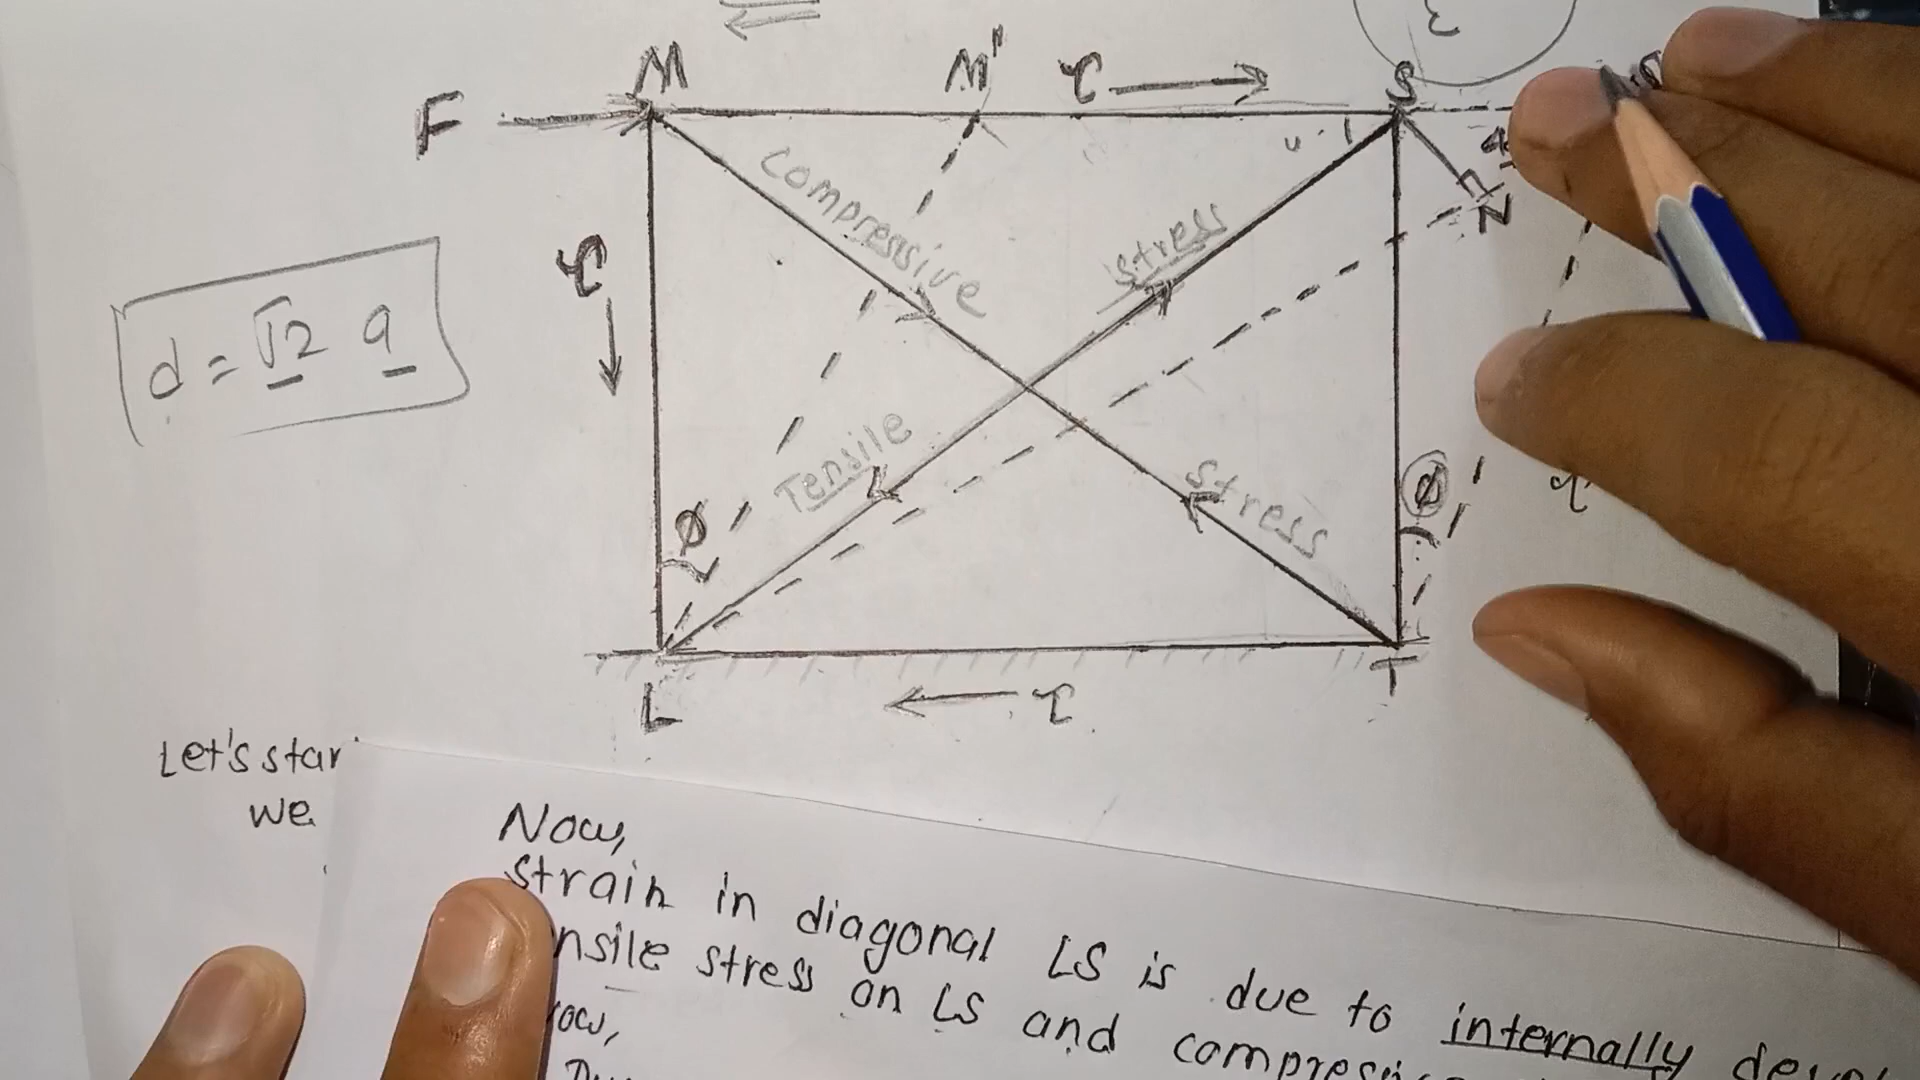 Σ
M M" τ S
F
4
compressive stress N
τ
d = √2 a
Tensile stress
ø ø
L τ T
Let's star
we
Now,
strain in diagonal LS is due to internally
nsile stress on LS and